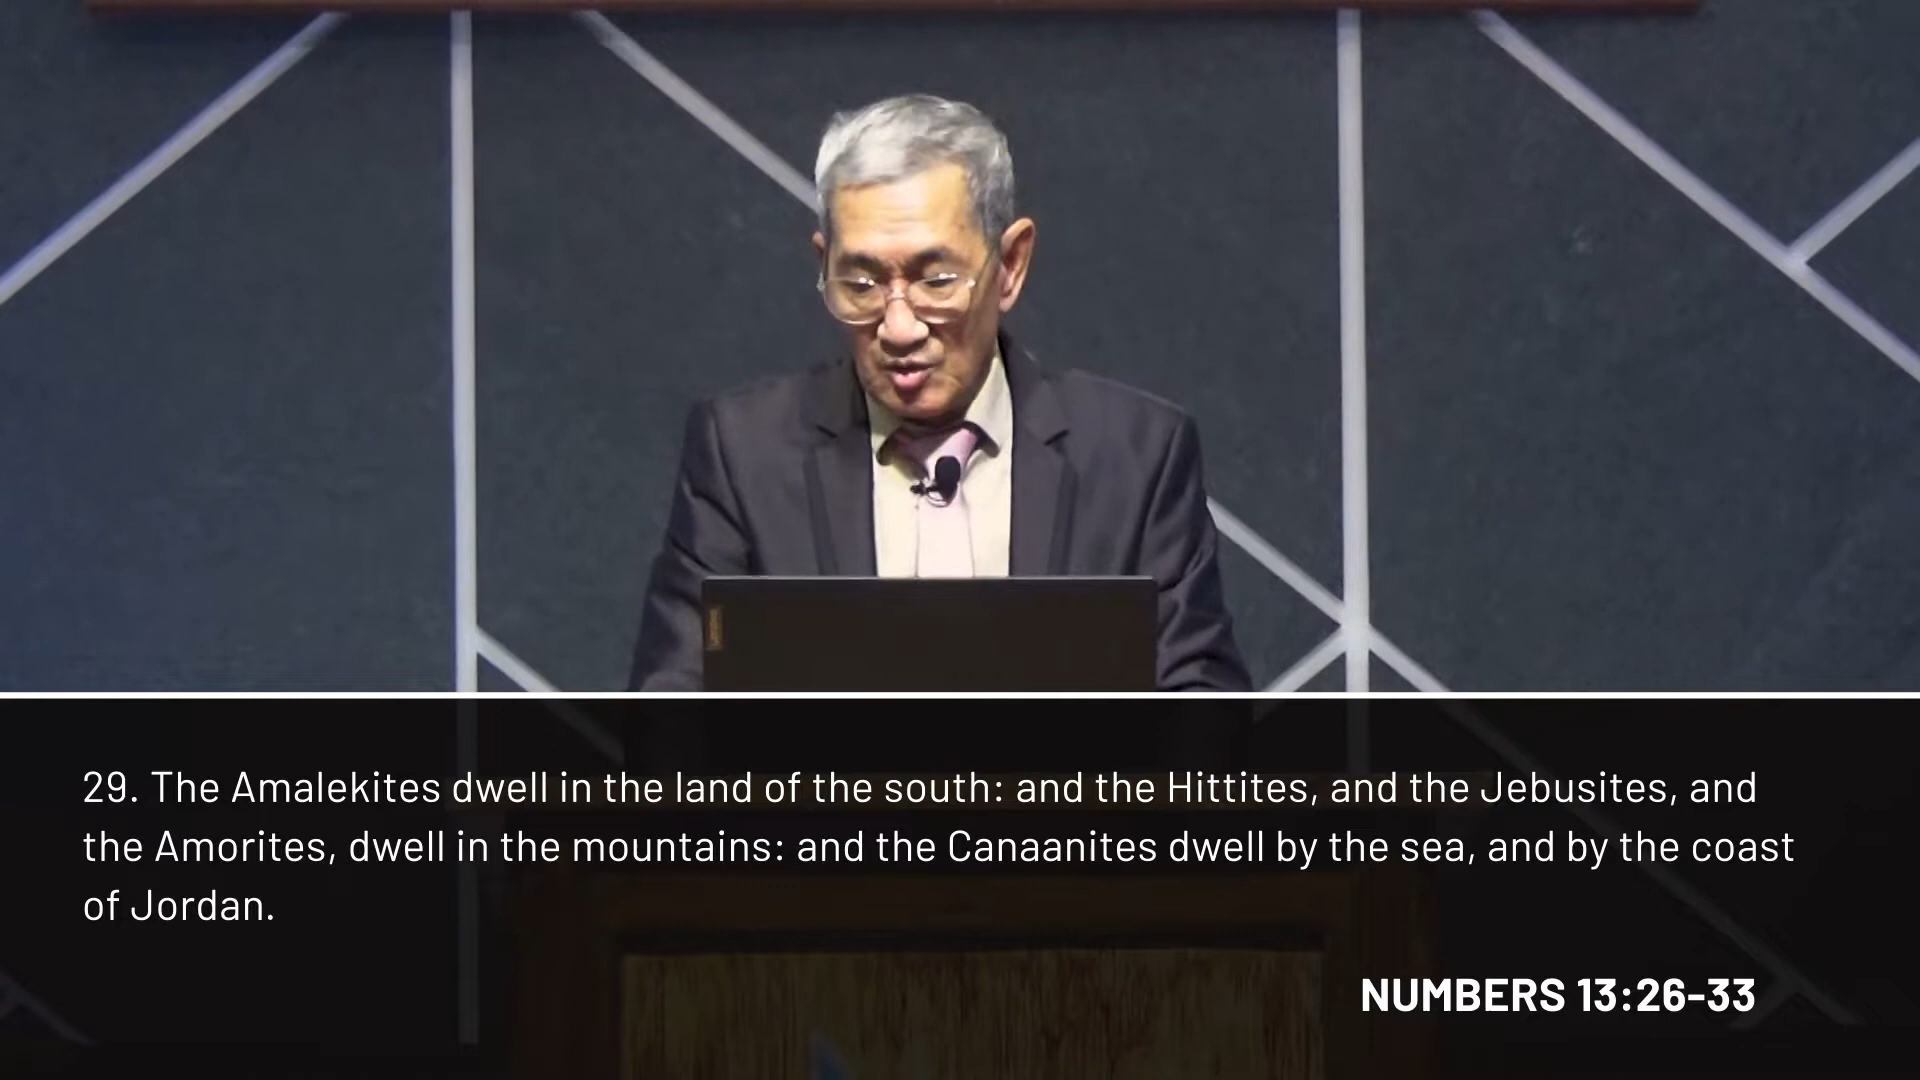 29. The Amalekites dwell in the land of the south: and the Hittites, and the Jebusites, and
the Amorites, dwell in the mountains: and the Canaanites dwell by the sea, and by the coast
of Jordan.
NUMBERS 13:26-33